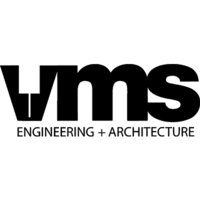 vms
ENGINEERING + ARCHITECTURE